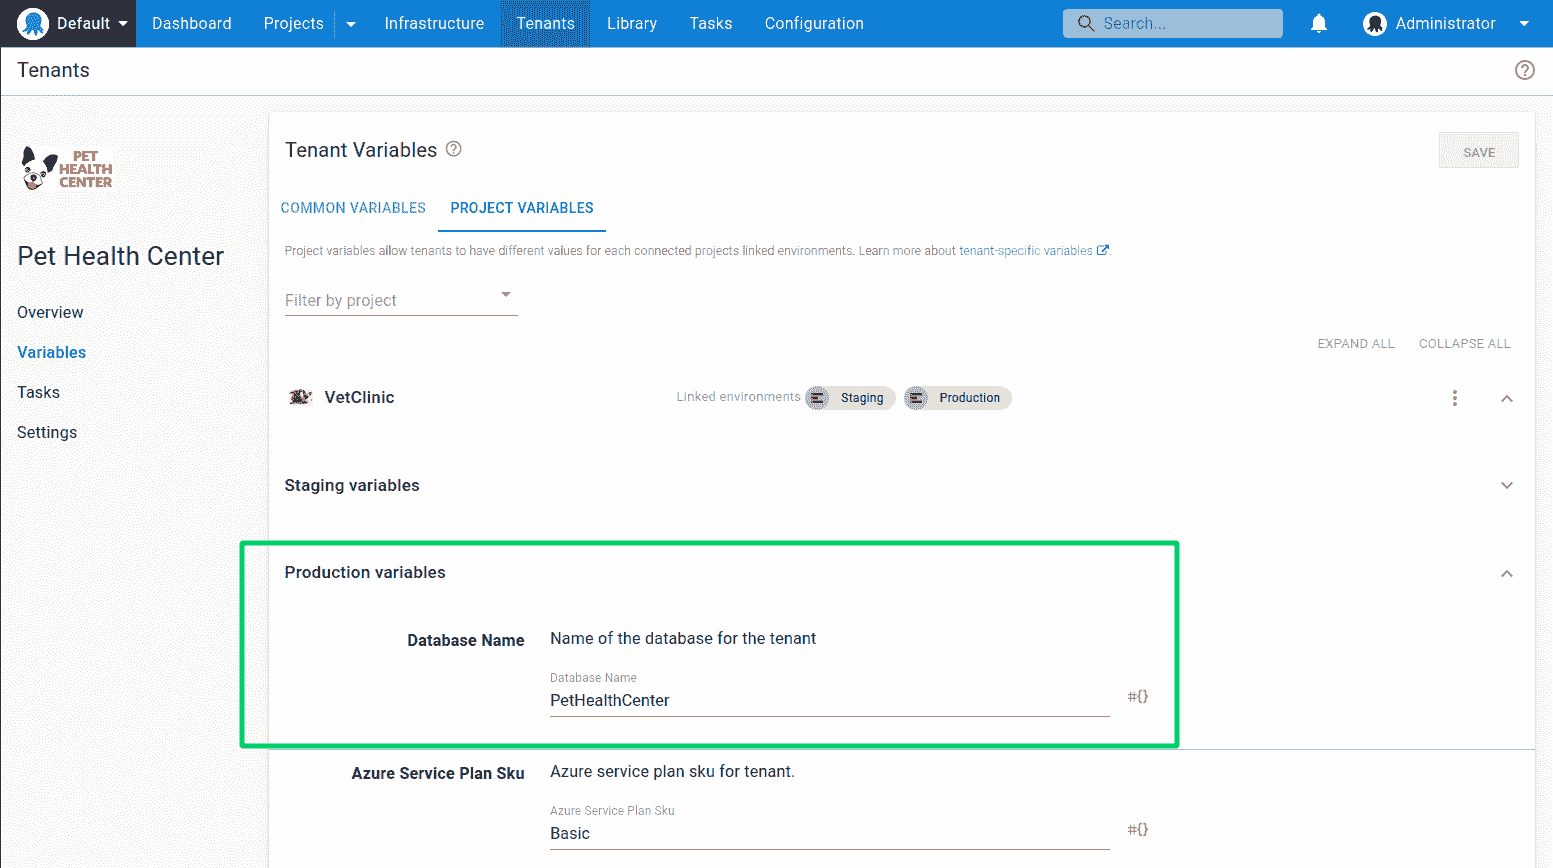 Default Dashboard Projects Infrastructure Tenants Library Tasks Configuration Search... Administrator
Tenants
PET
HEALTH
CENTER
Pet Health Center
Overview
Variables
Tasks
Settings
Tenant Variables
SAVE
COMMON VARIABLES PROJECT VARIABLES
Project variables allow tenants to have different values for each connected projects linked environments. Learn more about tenant-specific variables.
Filter by project
EXPAND ALL COLLAPSE ALL
VetClinic Linked environments Staging Production
Staging variables
Production variables
Database Name Name of the database for the tenant
Database Name
PetHealthCenter #{}
Azure Service Plan Sku Azure service plan sku for tenant.
Azure Service Plan Sku
Basic #{}